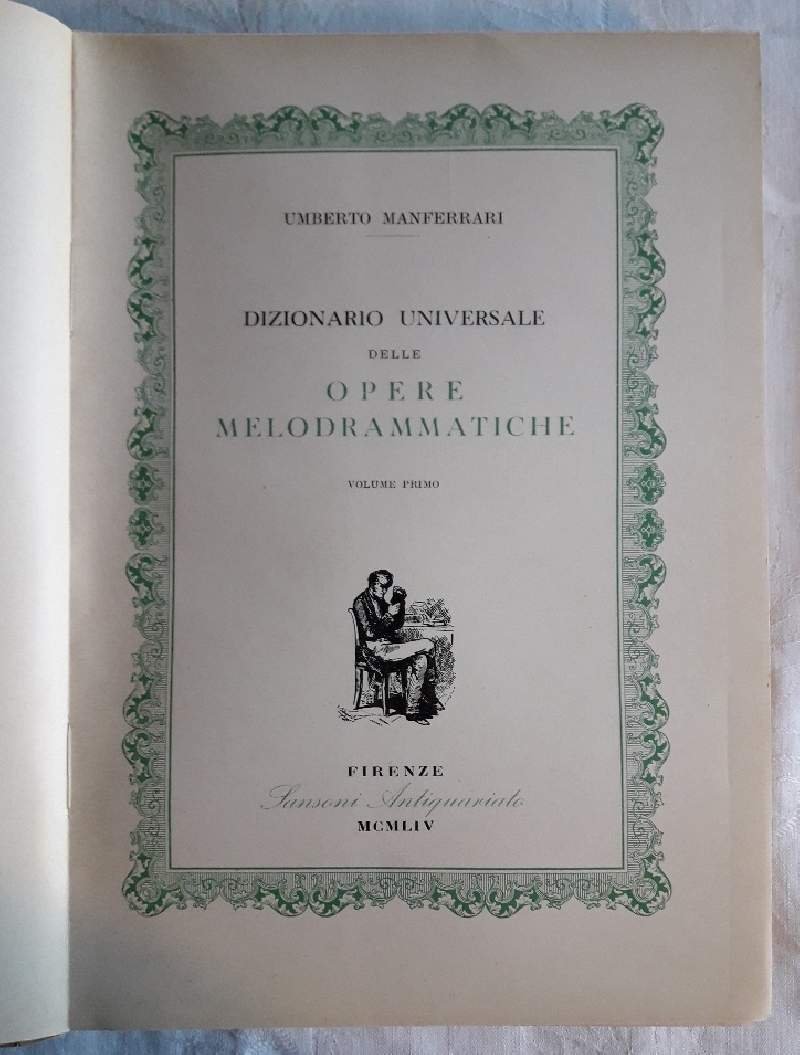 UMBERTO MANFERRARI
DIZIONARIO UNIVERSALE
DELLE
OPERE
MELODRAMMATICHE
VOLUME PRIMO
FIRENZE
Sansoni Antiquariato
MCMLIV